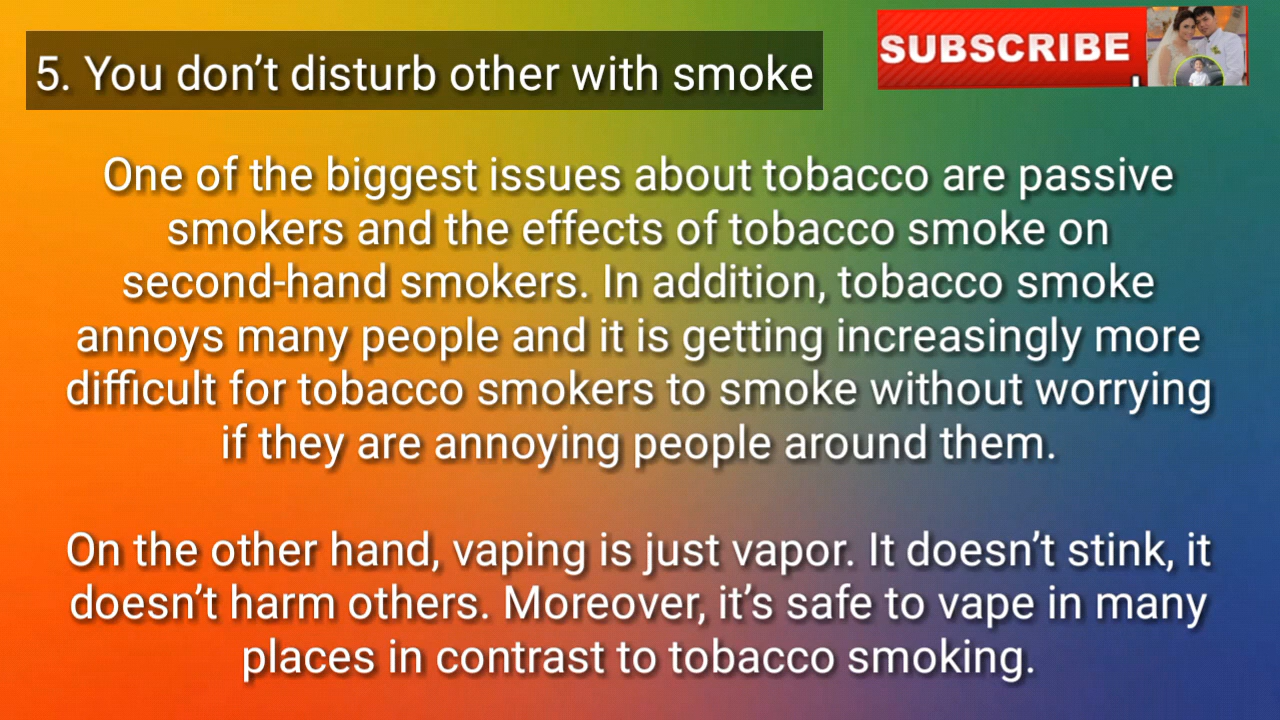 5. You don’t disturb other with smoke
SUBSCRIBE
One of the biggest issues about tobacco are passive
smokers and the effects of tobacco smoke on
second-hand smokers. In addition, tobacco smoke
annoys many people and it is getting increasingly more
difficult for tobacco smokers to smoke without worrying
if they are annoying people around them.
On the other hand, vaping is just vapor. It doesn’t stink, it
doesn’t harm others. Moreover, it’s safe to vape in many
places in contrast to tobacco smoking.